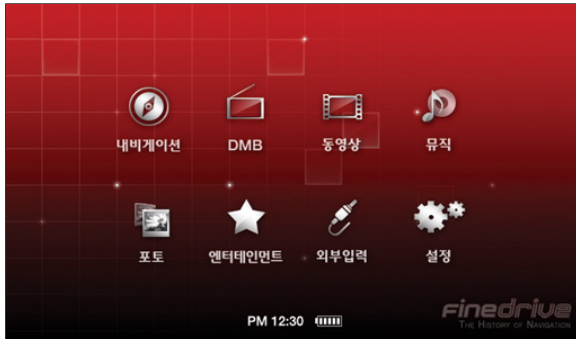 내비게이션 DMB 동영상 뮤직
포토 엔터테인먼트 외부입력 설정
PM 12:30
Finedrive
THE HISTORY OF NAVIGATION